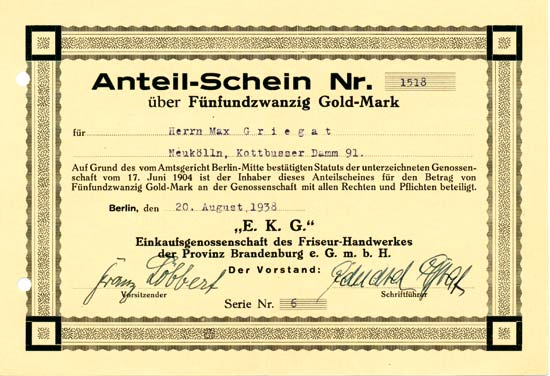 Anteil-Schein Nr. 1518
über Fünfundzwanzig Gold-Mark
für Herrn Max Griegat
Neukölln, Kottbusser Damm 91.
Auf Grund des vom Amtsgericht Berlin-Mitte bestätigten Statuts der unterzeichneten Genossen-
schaft vom 17. Juni 1904 ist der Inhaber dieses Anteilscheines für den Betrag von
Fünfundzwanzig Gold-Mark an der Genossenschaft mit allen Rechten und Pflichten beteiligt.
Berlin, den 20. August 1938
„E. K. G."
Einkaufsgenossenschaft des Friseur-Handwerkes
der Provinz Brandenburg e. G. m. b. H.
Der Vorstand:
Franz Löbbert Eduard
Vorsitzender Schriftführer
Serie Nr. 6